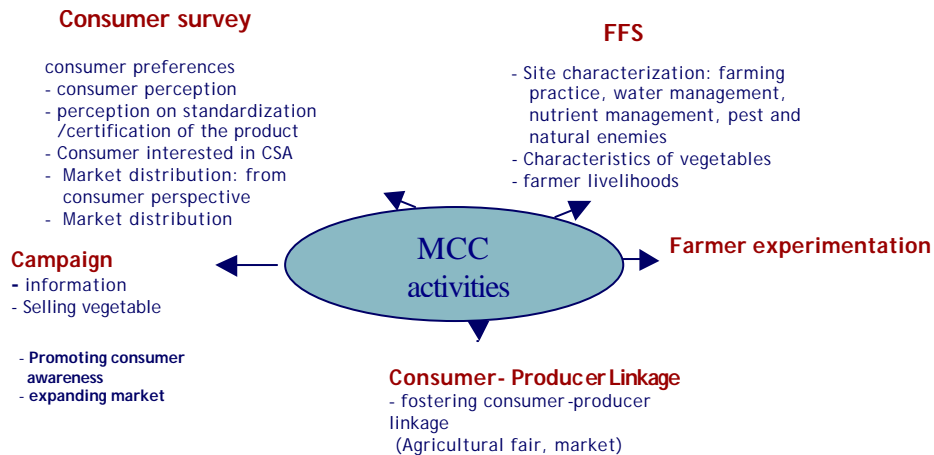 Consumer survey
consumer preferences
- consumer perception
- perception on standardization
/certification of the product
- Consumer interested in CSA
- Market distribution: from
consumer perspective
- Market distribution
FFS
- Site characterization: farming
practice, water management,
nutrient management, pest and
natural enemies
- Characteristics of vegetables
- farmer livelihoods
MCC
activities
Campaign
- information
- Selling vegetable
- Promoting consumer
awareness
- expanding market
Farmer experimentation
Consumer- Producer Linkage
- fostering consumer-producer
linkage
(Agricultural fair, market)